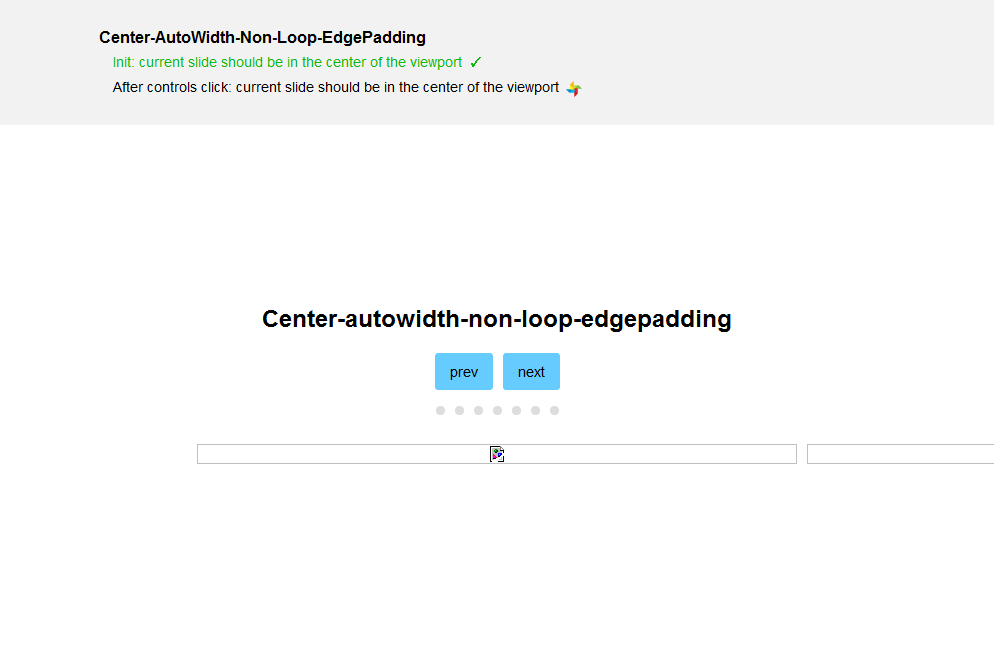 Center-AutoWidth-Non-Loop-EdgePadding
Init: current slide should be in the center of the viewport ✓
After controls click: current slide should be in the center of the viewport
Center-autowidth-non-loop-edgepadding
prev next